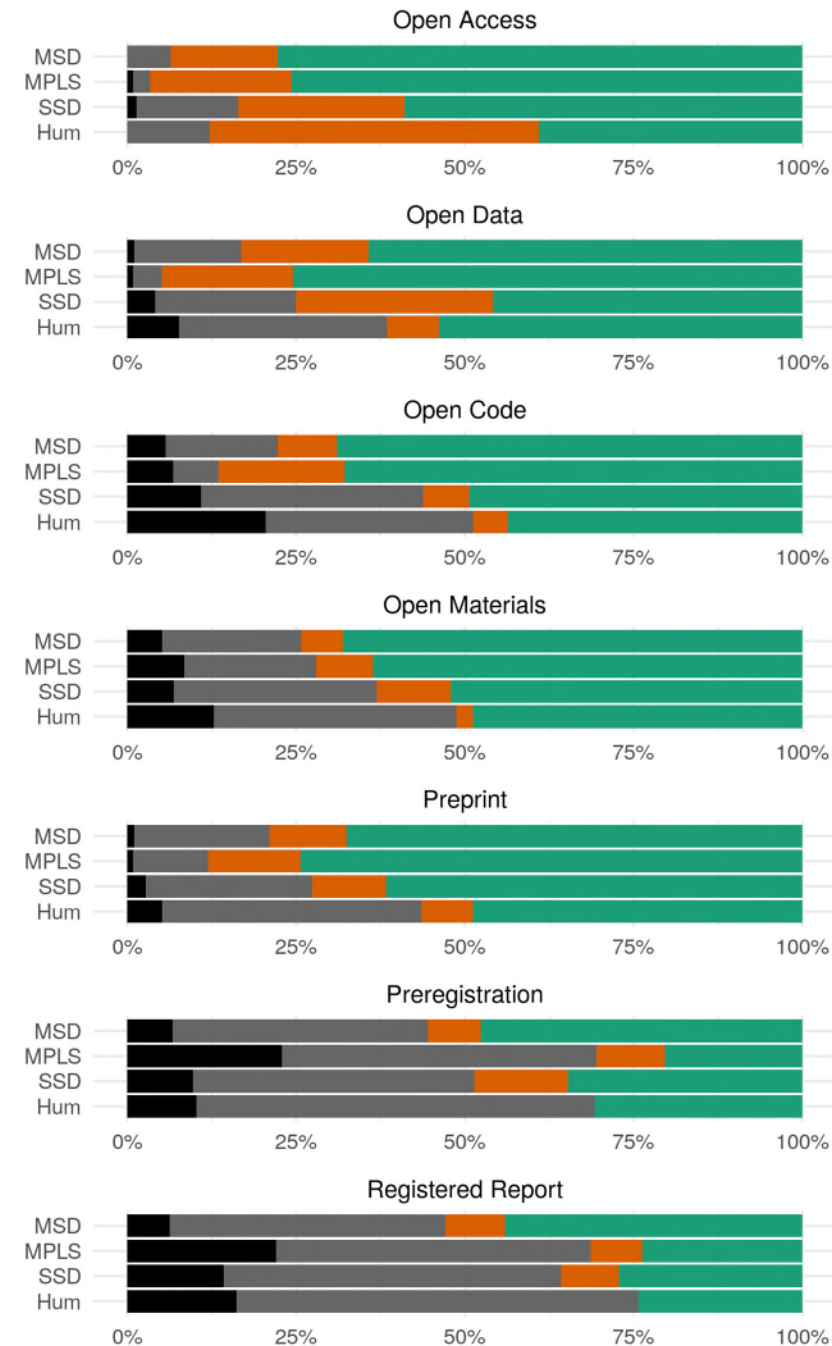 Open Access
MSD
MPLS
SSD
Hum
0% 25% 50% 75% 100%
Open Data
MSD
MPLS
SSD
Hum
0% 25% 50% 75% 100%
Open Code
MSD
MPLS
SSD
Hum
0% 25% 50% 75% 100%
Open Materials
MSD
MPLS
SSD
Hum
0% 25% 50% 75% 100%
Preprint
MSD
MPLS
SSD
Hum
0% 25% 50% 75% 100%
Preregistration
MSD
MPLS
SSD
Hum
0% 25% 50% 75% 100%
Registered Report
MSD
MPLS
SSD
Hum
0% 25% 50% 75% 100%